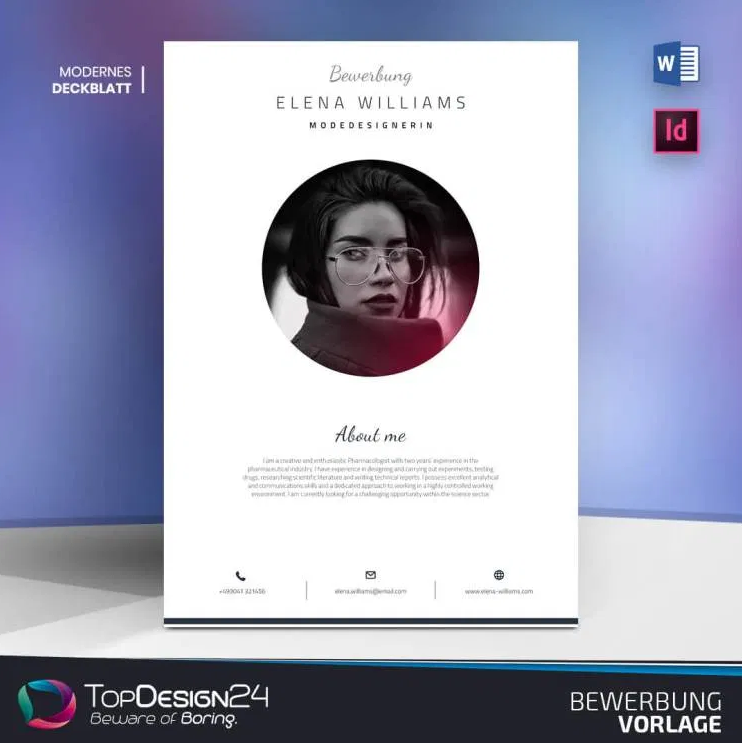 MODERNES
DECKBLATT
W
Id
Bewerbung
ELENA WILLIAMS
MODEDESIGNERIN
About me
I am a creative and enthusiastic Pharmacologist with two years' experience in the
pharmaceutical industry. I have experience in designing and carrying out experiments, testing
drugs, researching scientific literature and writing technical reports. I possess excellent analytical
and communications skills and a dedicated approach to working in a highly controlled working
environment. I am currently looking for a challenging opportunity within the science sector.
elena.williams@email.com
www.elena-williams.com
TOPDESIGN24
Beware of Boring.
BEWERBUNG
VORLAGE